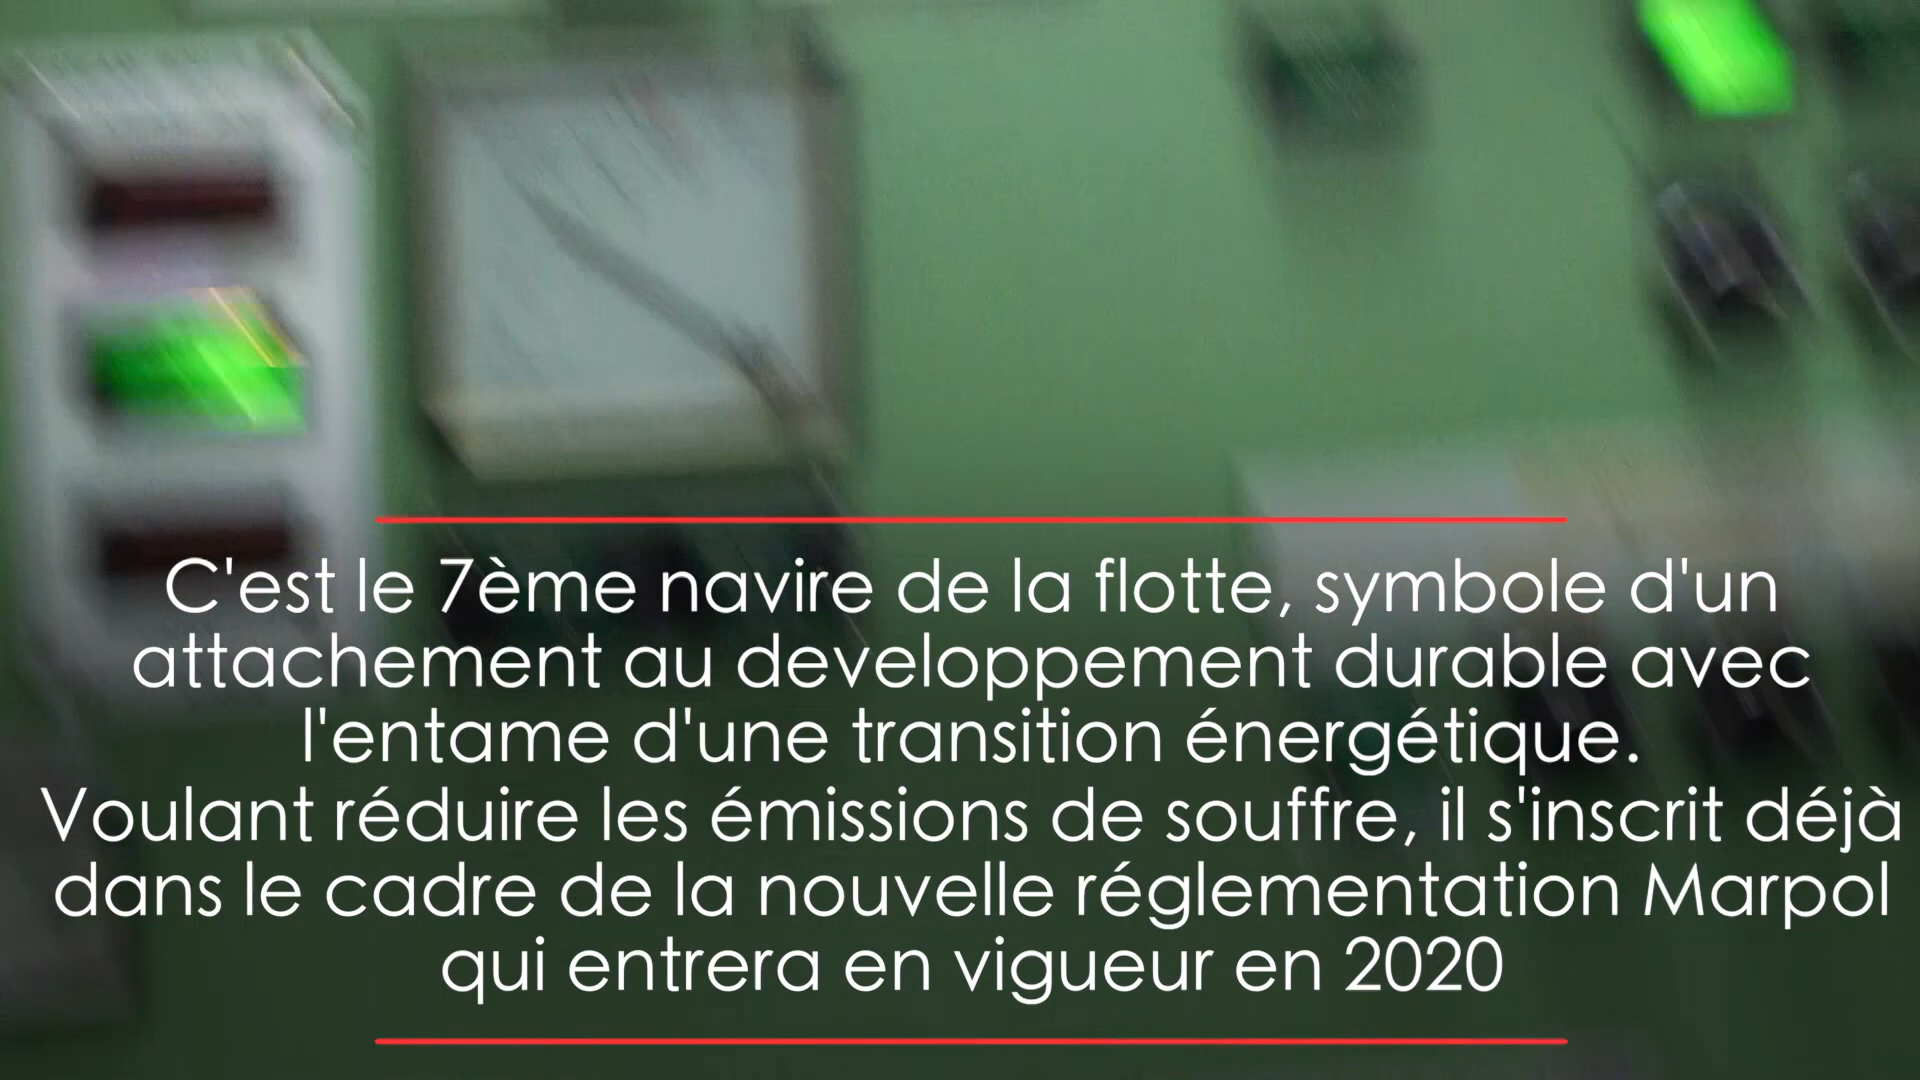 C'est le 7ème navire de la flotte, symbole d'un
attachement au developpement durable avec
l'entame d'une transition énergétique.
Voulant réduire les émissions de souffre, il s'inscrit déjà
dans le cadre de la nouvelle réglementation Marpol
qui entrera en vigueur en 2020